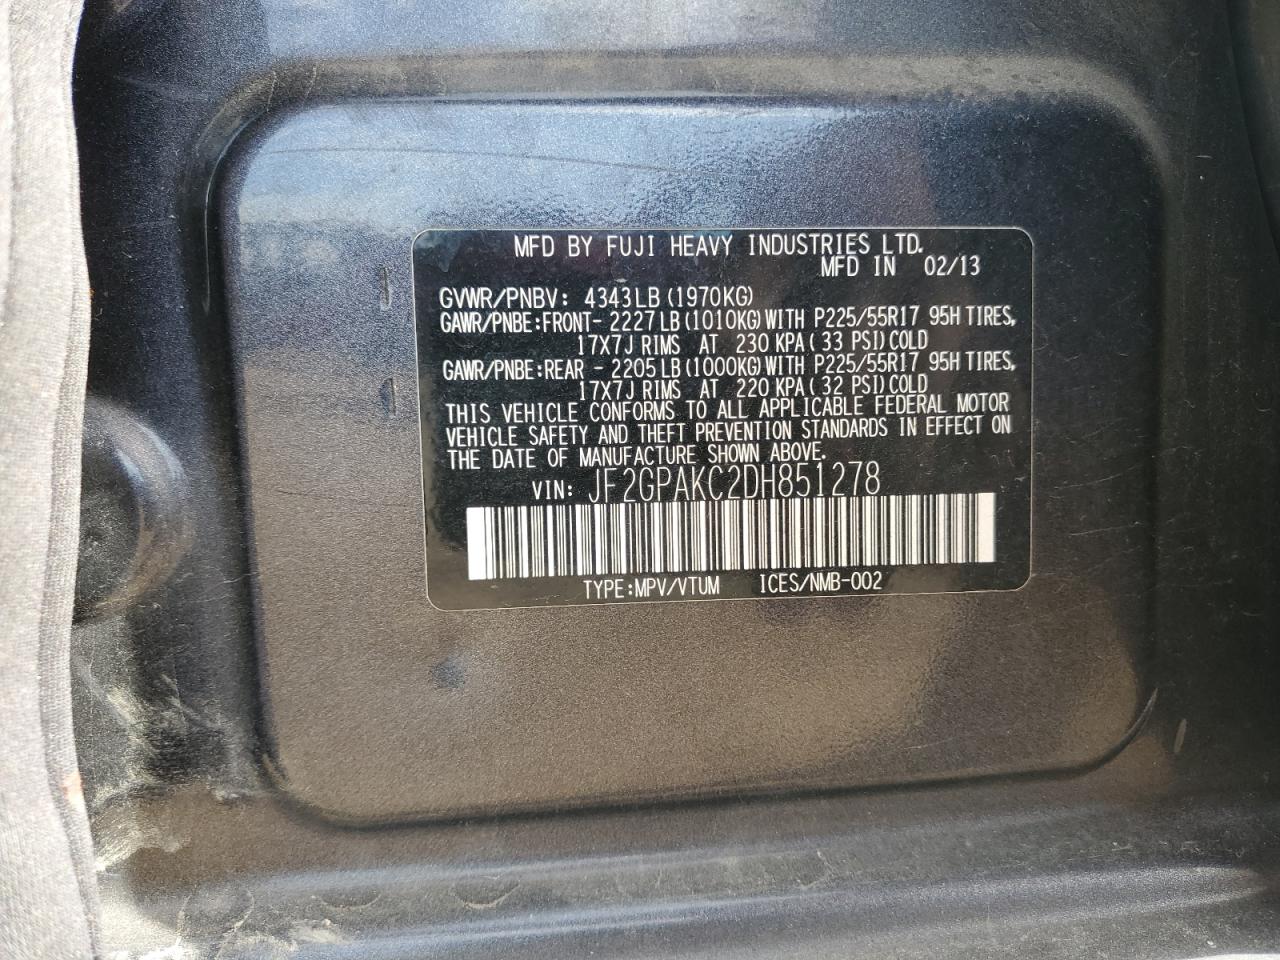 MFD BY FUJI HEAVY INDUSTRIES LTD.
MFD IN 02/13
GVWR/PNBV: 4343LB (1970KG)
GAWR/PNBE:FRONT- 2227LB (1010KG) WITH P225/55R17 95H TIRES,
17X7J RIMS AT 230 KPA (33 PSI) COLD
GAWR/PNBE:REAR - 2205LB (1000KG) WITH P225/55R17 95H TIRES,
17X7J RIMS AT 220 KPA (32 PSI) COLD
THIS VEHICLE CONFORMS TO ALL APPLICABLE FEDERAL MOTOR
VEHICLE SAFETY AND THEFT PREVENTION STANDARDS IN EFFECT ON
THE DATE OF MANUFACTURE SHOWN ABOVE.
VIN: JF2GPAKC2DH851278
TYPE:MPV/VTUM ICES/NMB-002